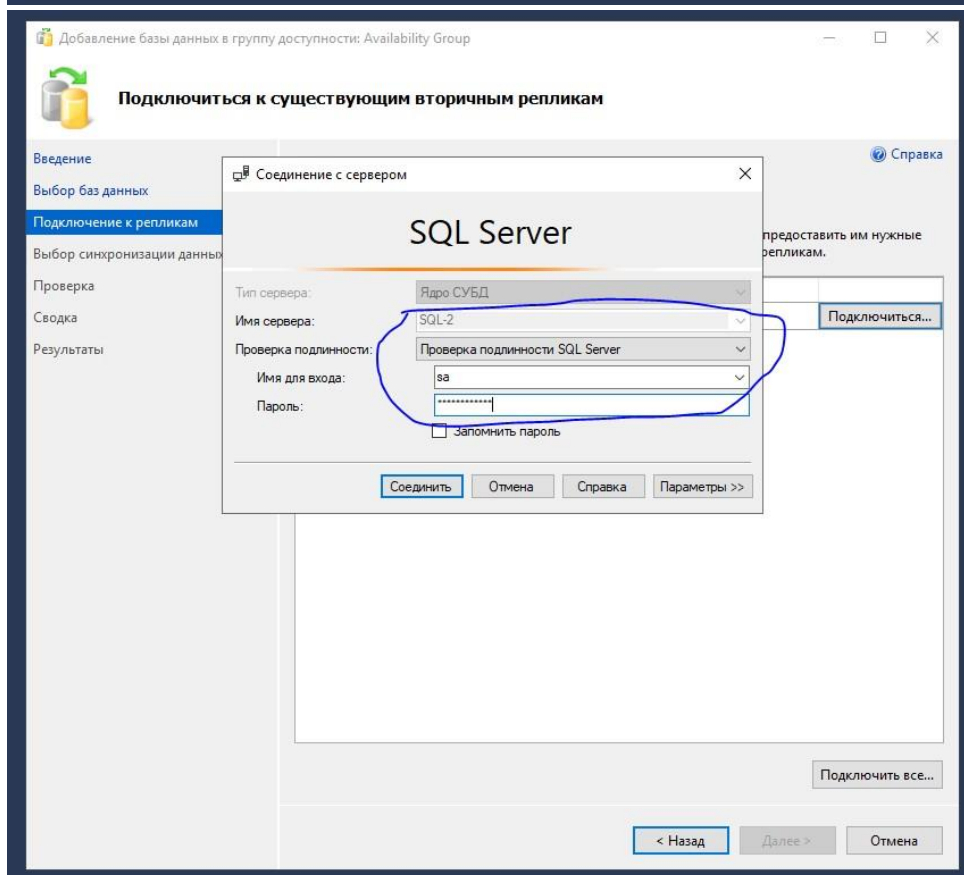 Добавление базы данных в группу доступности: Availability Group
Подключиться к существующим вторичным репликам
Справка
Введение
Выбор баз данных
Подключение к репликам
Выбор синхронизации данных
Проверка
Сводка
Результаты
предоставить им нужные
репликам.
Подключиться...
Соединение с сервером
SQL Server
Тип сервера: Ядро СУБД
Имя сервера: SQL-2
Проверка подлинности: Проверка подлинности SQL Server
Имя для входа: sa
Пароль: ************
Запомнить пароль
Соединить Отмена Справка Параметры >>
Подключить все...
< Назад Далее > Отмена